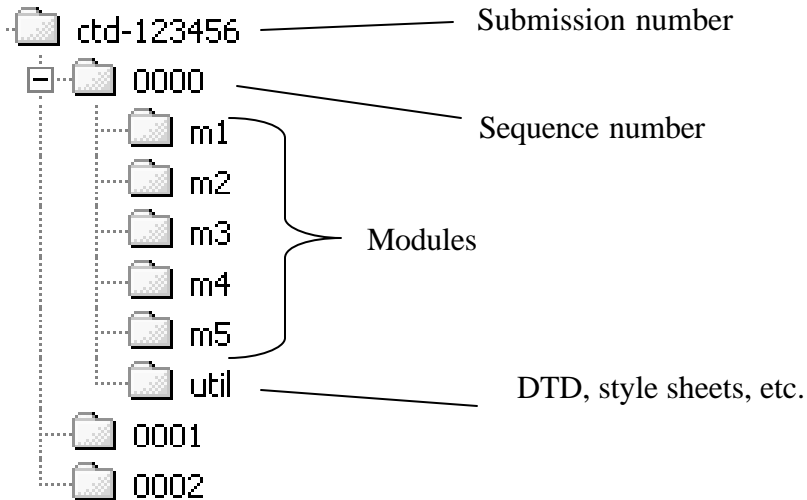 ctd-123456
Submission number
0000
Sequence number
m1
m2
m3
Modules
m4
m5
util
DTD, style sheets, etc.
0001
0002